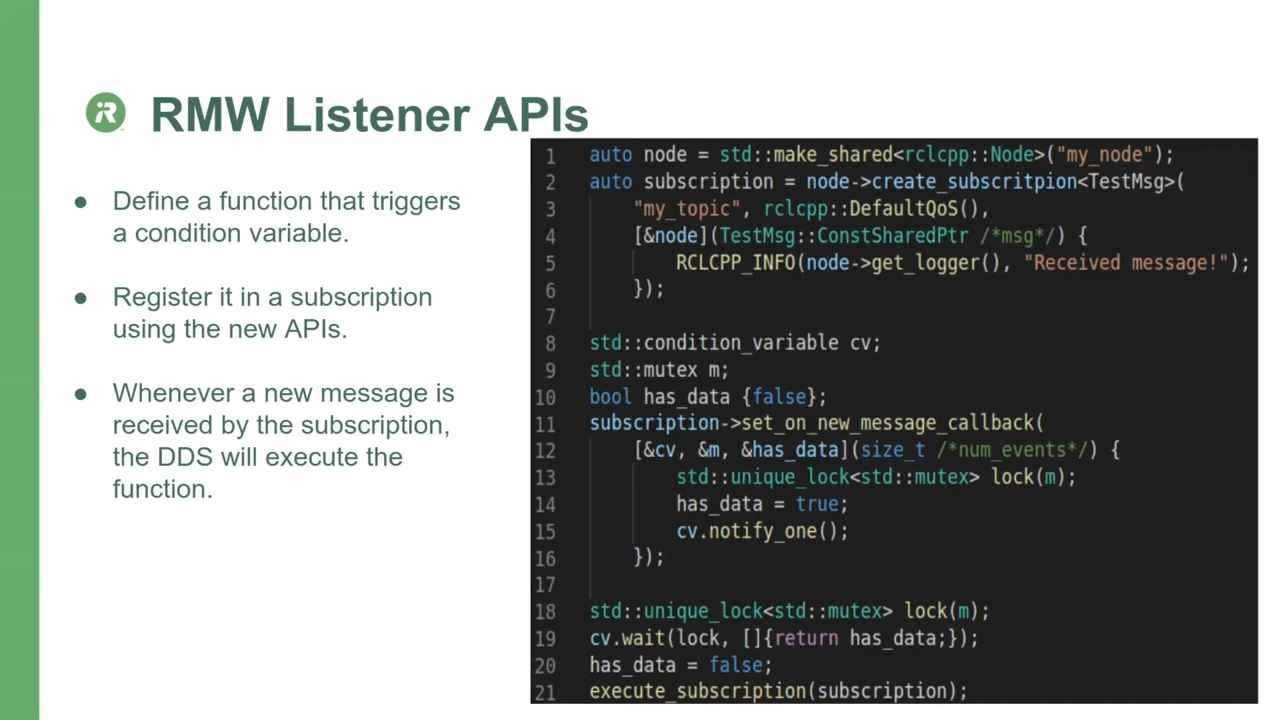 RMW Listener APIs
● Define a function that triggers
a condition variable.
● Register it in a subscription
using the new APIs.
● Whenever a new message is
received by the subscription,
the DDS will execute the
function.
1 auto node = std::make_shared<rclcpp::Node>("my_node");
2 auto subscription = node->create_subscritpion<TestMsg>(
3 "my_topic", rclcpp::DefaultQoS(),
4 [&node](TestMsg::ConstSharedPtr /*msg*/) {
5 RCLCPP_INFO(node->get_logger(), "Received message!");
6 });
7
8 std::condition_variable cv;
9 std::mutex m;
10 bool has_data {false};
11 subscription->set_on_new_message_callback(
12 [&cv, &m, &has_data](size_t /*num_events*/) {
13 std::unique_lock<std::mutex> lock(m);
14 has_data = true;
15 cv.notify_one();
16 });
17
18 std::unique_lock<std::mutex> lock(m);
19 cv.wait(lock, []{return has_data;});
20 has_data = false;
21 execute_subscription(subscription);